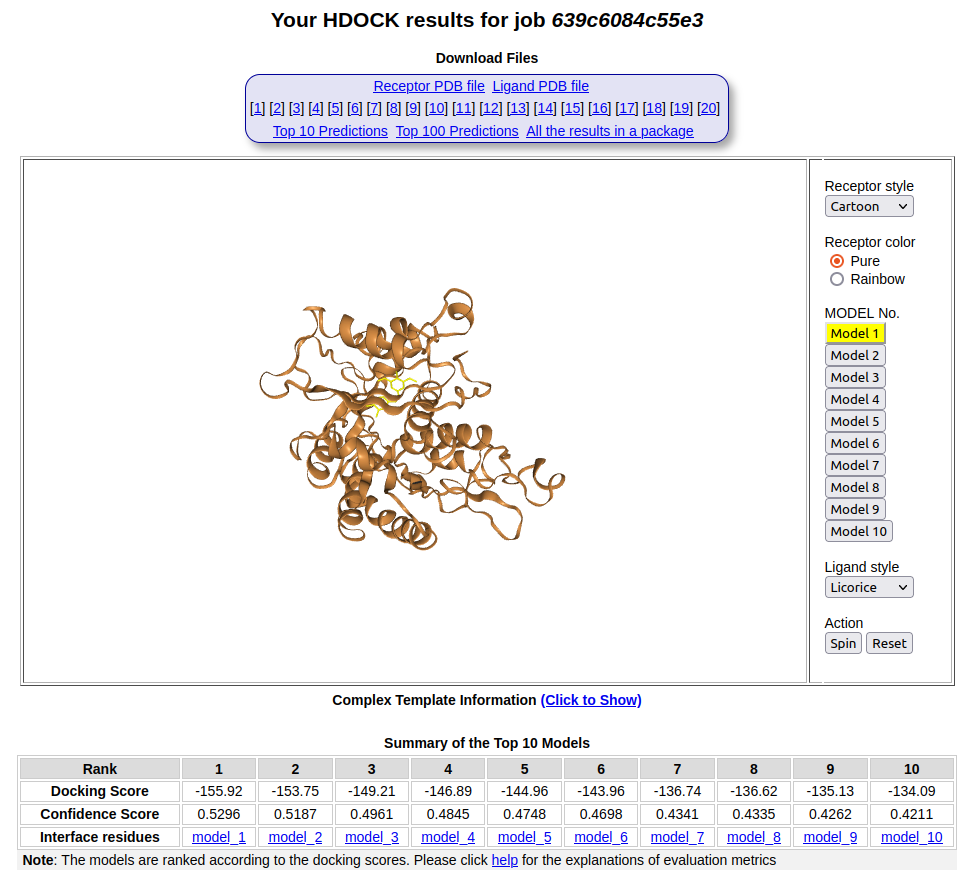 Your HDOCK results for job 639c6084c55e3
Download Files
Receptor PDB file Ligand PDB file
[1] [2] [3] [4] [5] [6] [7] [8] [9] [10] [11] [12] [13] [14] [15] [16] [17] [18] [19] [20]
Top 10 Predictions Top 100 Predictions All the results in a package
Receptor style
Cartoon
Receptor color
Pure
Rainbow
MODEL No.
Model 1
Model 2
Model 3
Model 4
Model 5
Model 6
Model 7
Model 8
Model 9
Model 10
Ligand style
Licorice
Action
Spin Reset
Complex Template Information (Click to Show)
Summary of the Top 10 Models
Rank 1 2 3 4 5 6 7 8 9 10
Docking Score -155.92 -153.75 -149.21 -146.89 -144.96 -143.96 -136.74 -136.62 -135.13 -134.09
Confidence Score 0.5296 0.5187 0.4961 0.4845 0.4748 0.4698 0.4341 0.4335 0.4262 0.4211
Interface residues model_1 model_2 model_3 model_4 model_5 model_6 model_7 model_8 model_9 model_10
Note: The models are ranked according to the docking scores. Please click help for the explanations of evaluation metrics